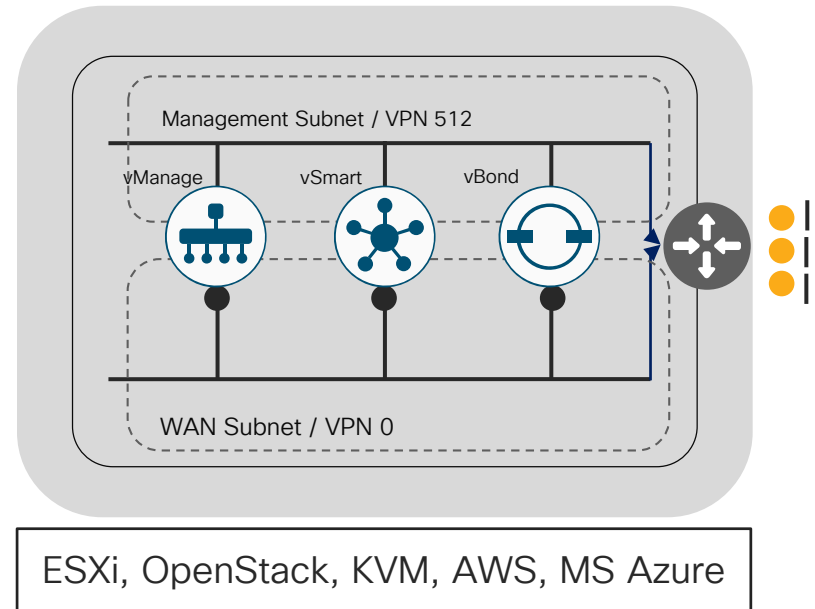 Management Subnet / VPN 512
vManage
vSmart
vBond
WAN Subnet / VPN 0
ESXi, OpenStack, KVM, AWS, MS Azure